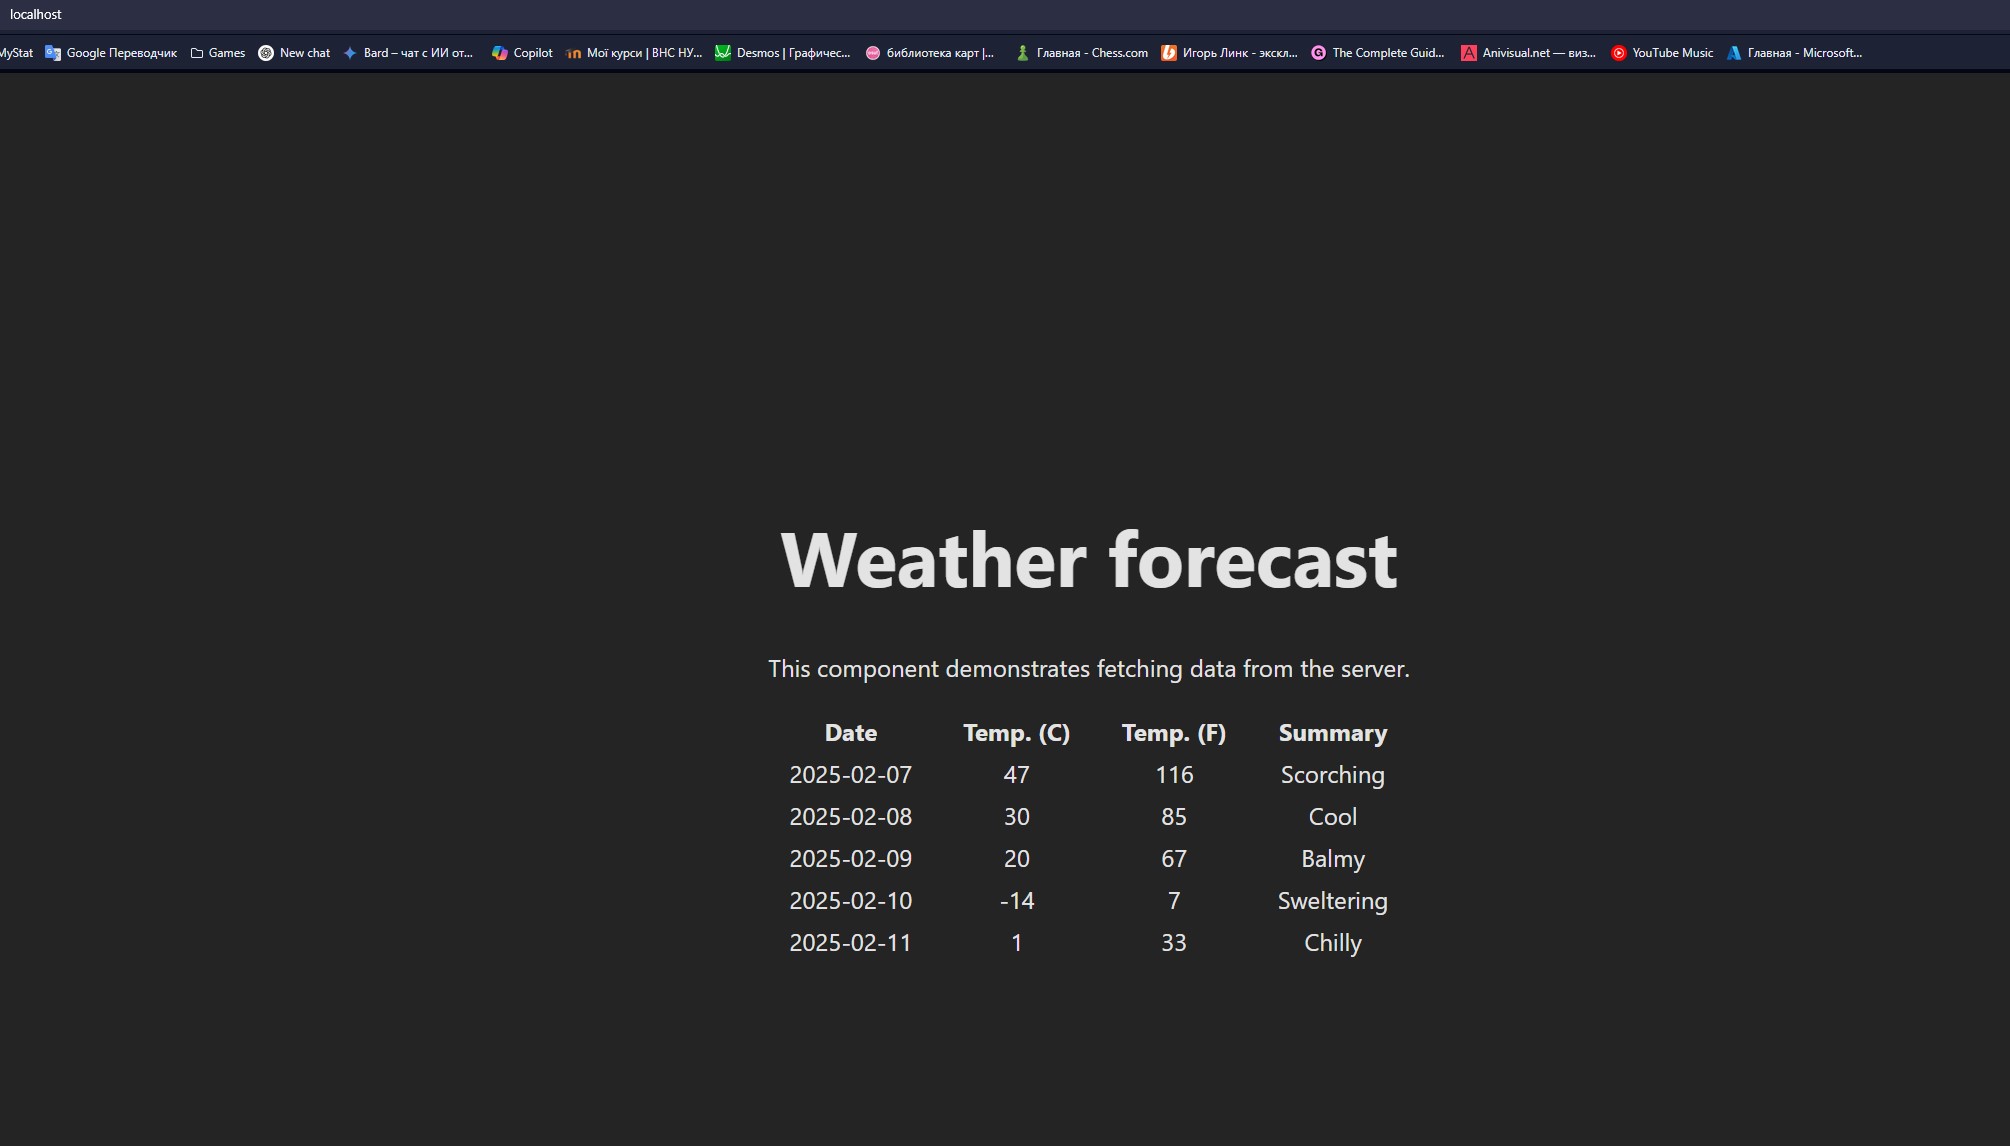 localhost
MyStat Google Переводчик Games New chat Bard – чат с ИИ от... Copilot Мої курси | ВНС НУ... Desmos | Графичес... библиотека карт |... Главная - Chess.com Игорь Линк - экскл... The Complete Guid... Anivisual.net — виз... YouTube Music Главная - Microsoft...
Weather forecast
This component demonstrates fetching data from the server.
Date Temp. (C) Temp. (F) Summary
2025-02-07 47 116 Scorching
2025-02-08 30 85 Cool
2025-02-09 20 67 Balmy
2025-02-10 -14 7 Sweltering
2025-02-11 1 33 Chilly